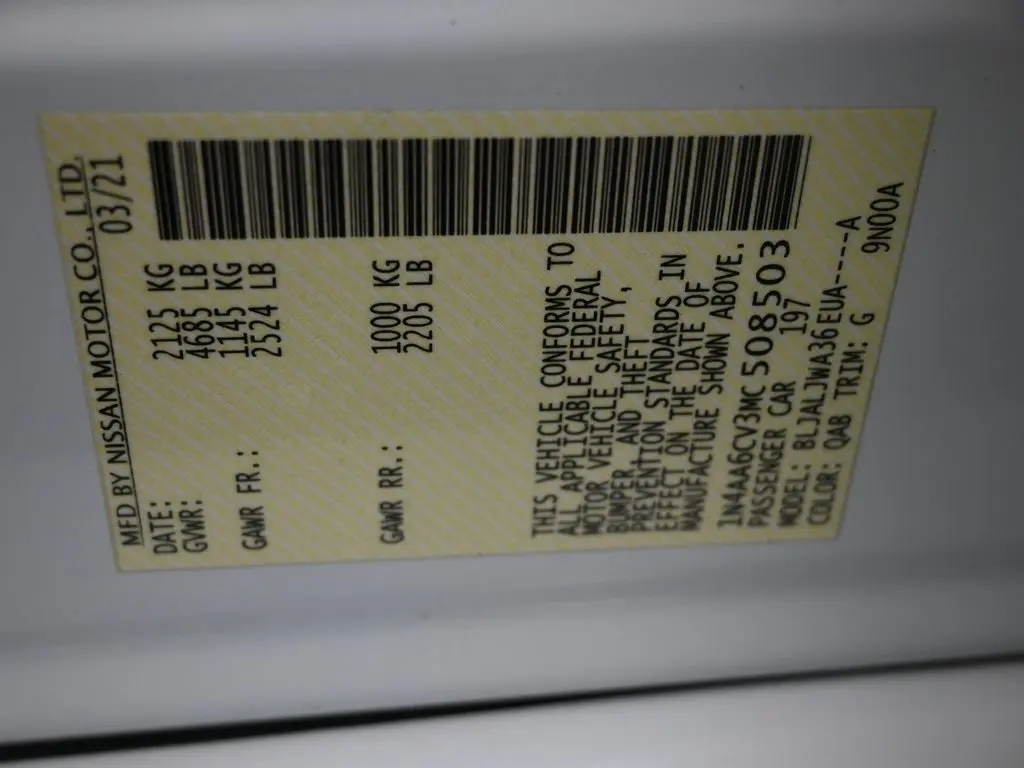 MFD BY NISSAN MOTOR CO., LTD.
DATE: 03/21
GVWR: 2125 KG
4685 LB
GAWR FR.: 1145 KG
2524 LB
GAWR RR.: 1000 KG
2205 LB
THIS VEHICLE CONFORMS TO
ALL APPLICABLE FEDERAL
MOTOR VEHICLE SAFETY,
BUMPER, AND THEFT
PREVENTION STANDARDS IN
EFFECT ON THE DATE OF
MANUFACTURE SHOWN ABOVE.
1N4AA6CV3MC508503
PASSENGER CAR 197
MODEL: BLJALJWA36EUA----A
COLOR: QAB TRIM: G 9N00A